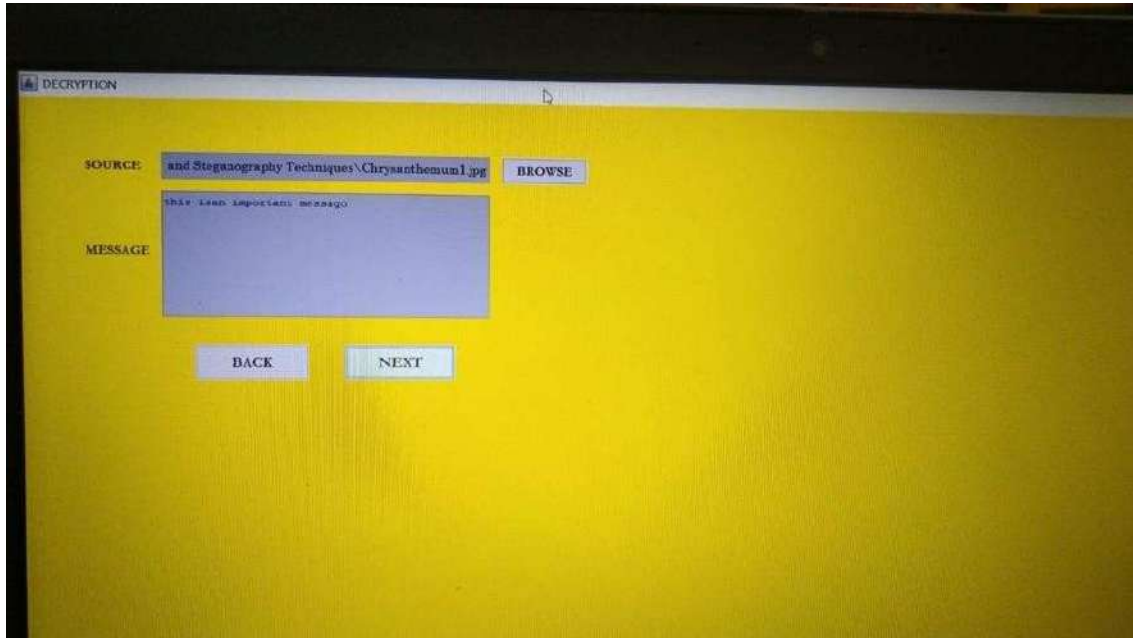 DECRYPTION
SOURCE
and Steganography Techniques\Chrysanthemum1.jpg
BROWSE
this isan important message
MESSAGE
BACK
NEXT